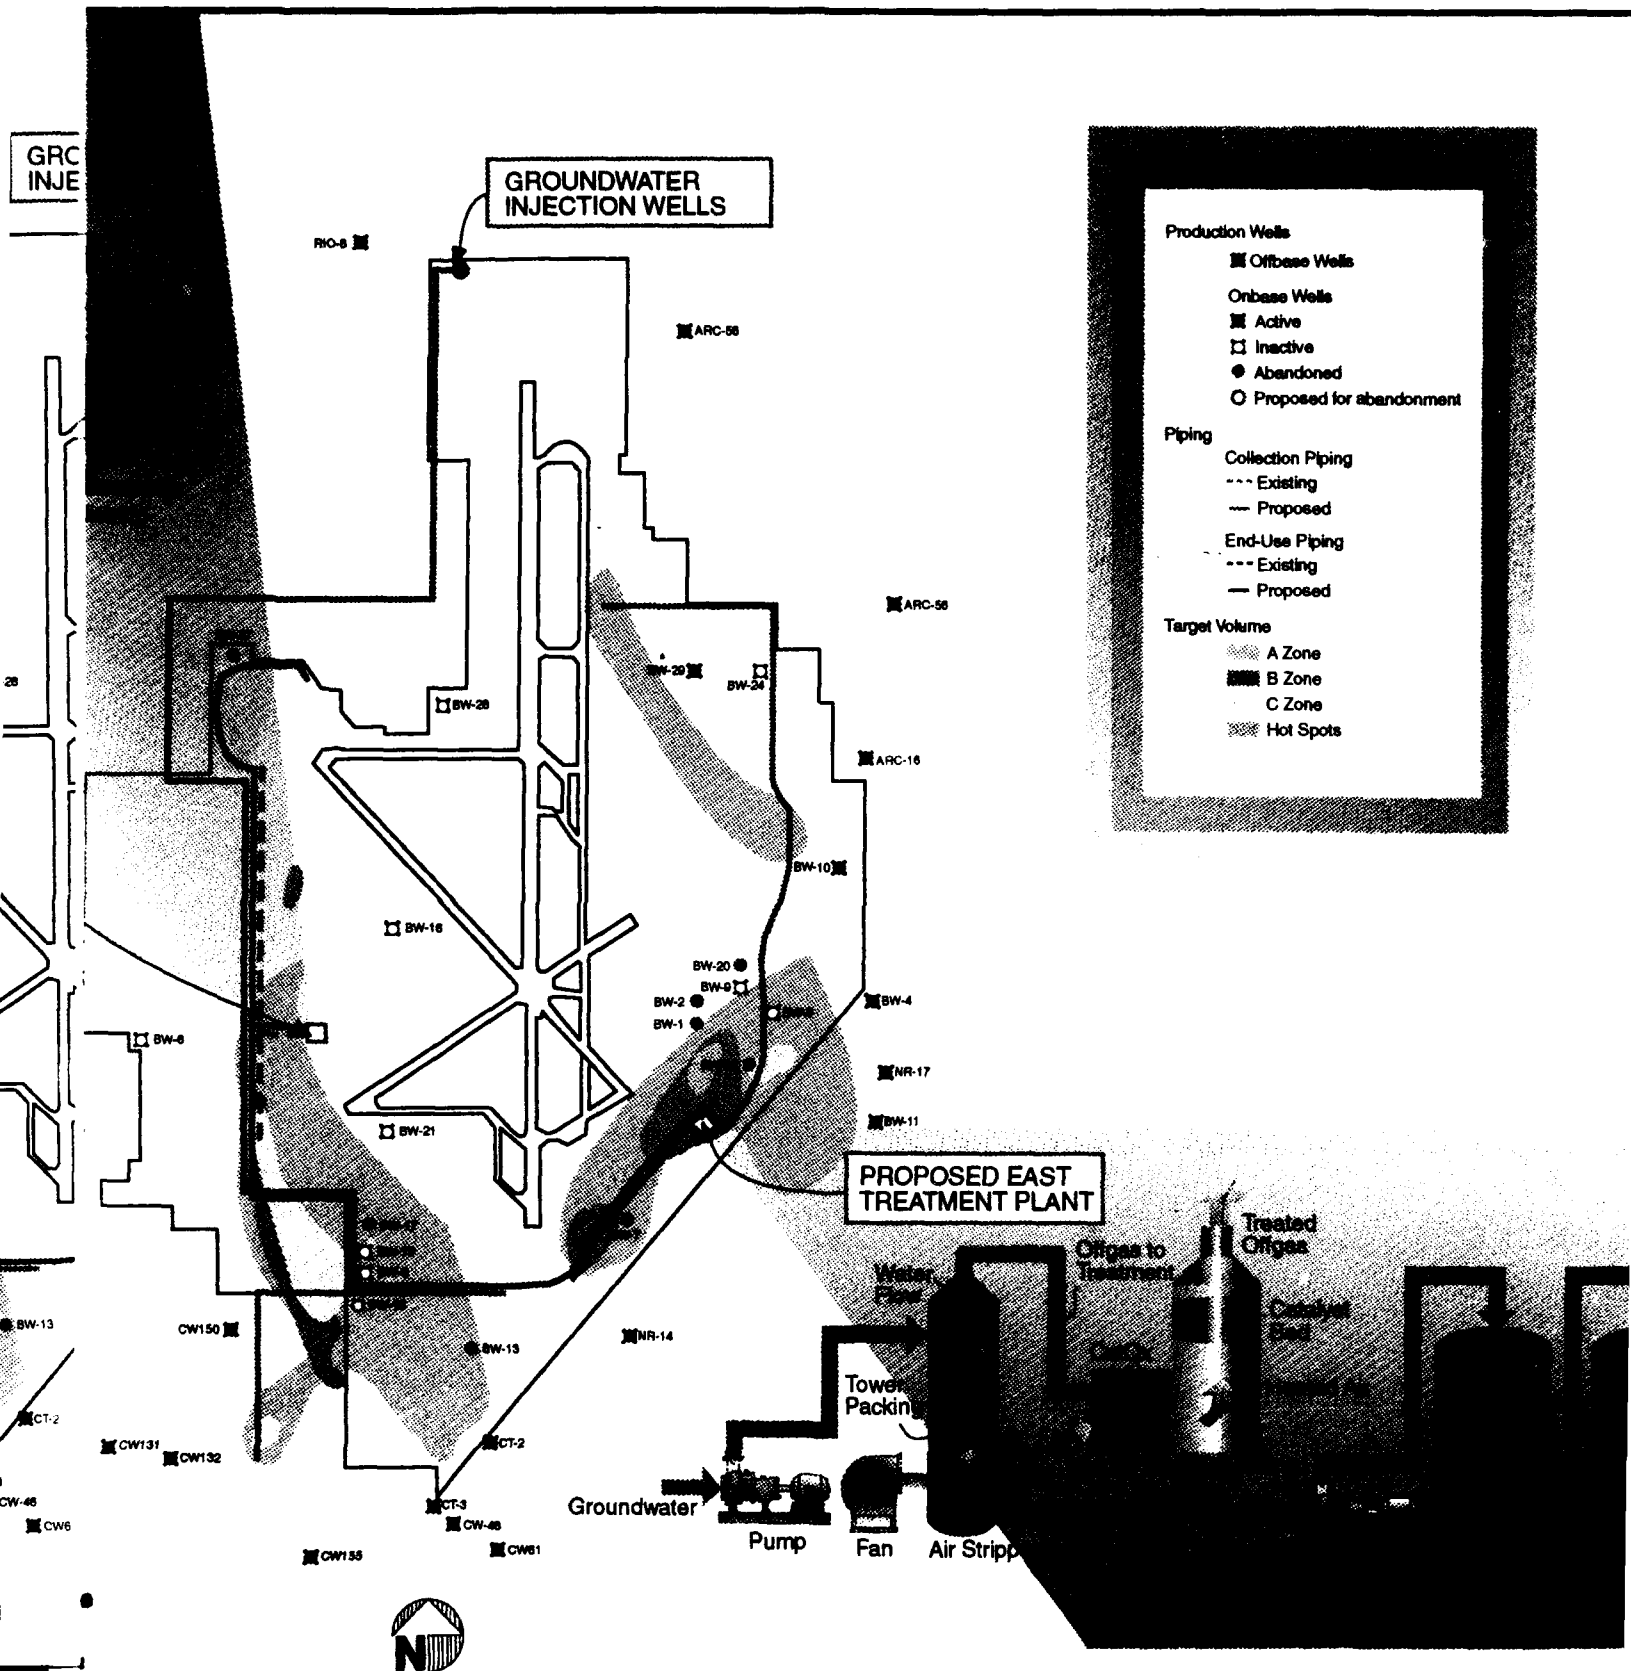 GRC
INJE
GROUNDWATER
INJECTION WELLS
RIO-8
ARC-58
Production Wells
Offbase Wells
Onbase Wells
Active
Inactive
Abandoned
Proposed for abandonment
Piping
Collection Piping
Existing
Proposed
End-Use Piping
Existing
Proposed
Target Volume
A Zone
B Zone
C Zone
Hot Spots
ARC-56
BW-29
BW-24
28
BW-28
ARC-16
BW-10
BW-16
BW-20
BW-9
BW-2
BW-1
BW-4
BW-6
NR-17
BW-11
BW-21
PROPOSED EAST
TREATMENT PLANT
Treated
Offgas
Offgas to
Treatment
Water
Flow
Catalyst
Bed
BW-13
CW150
NR-14
BW-13
Tower
Packin
CT-2
CW131
CW132
CT-2
CW-46
CW6
CT-3
CW-46
CW61
CW155
Groundwater
Pump
Fan
Air Stripp
N